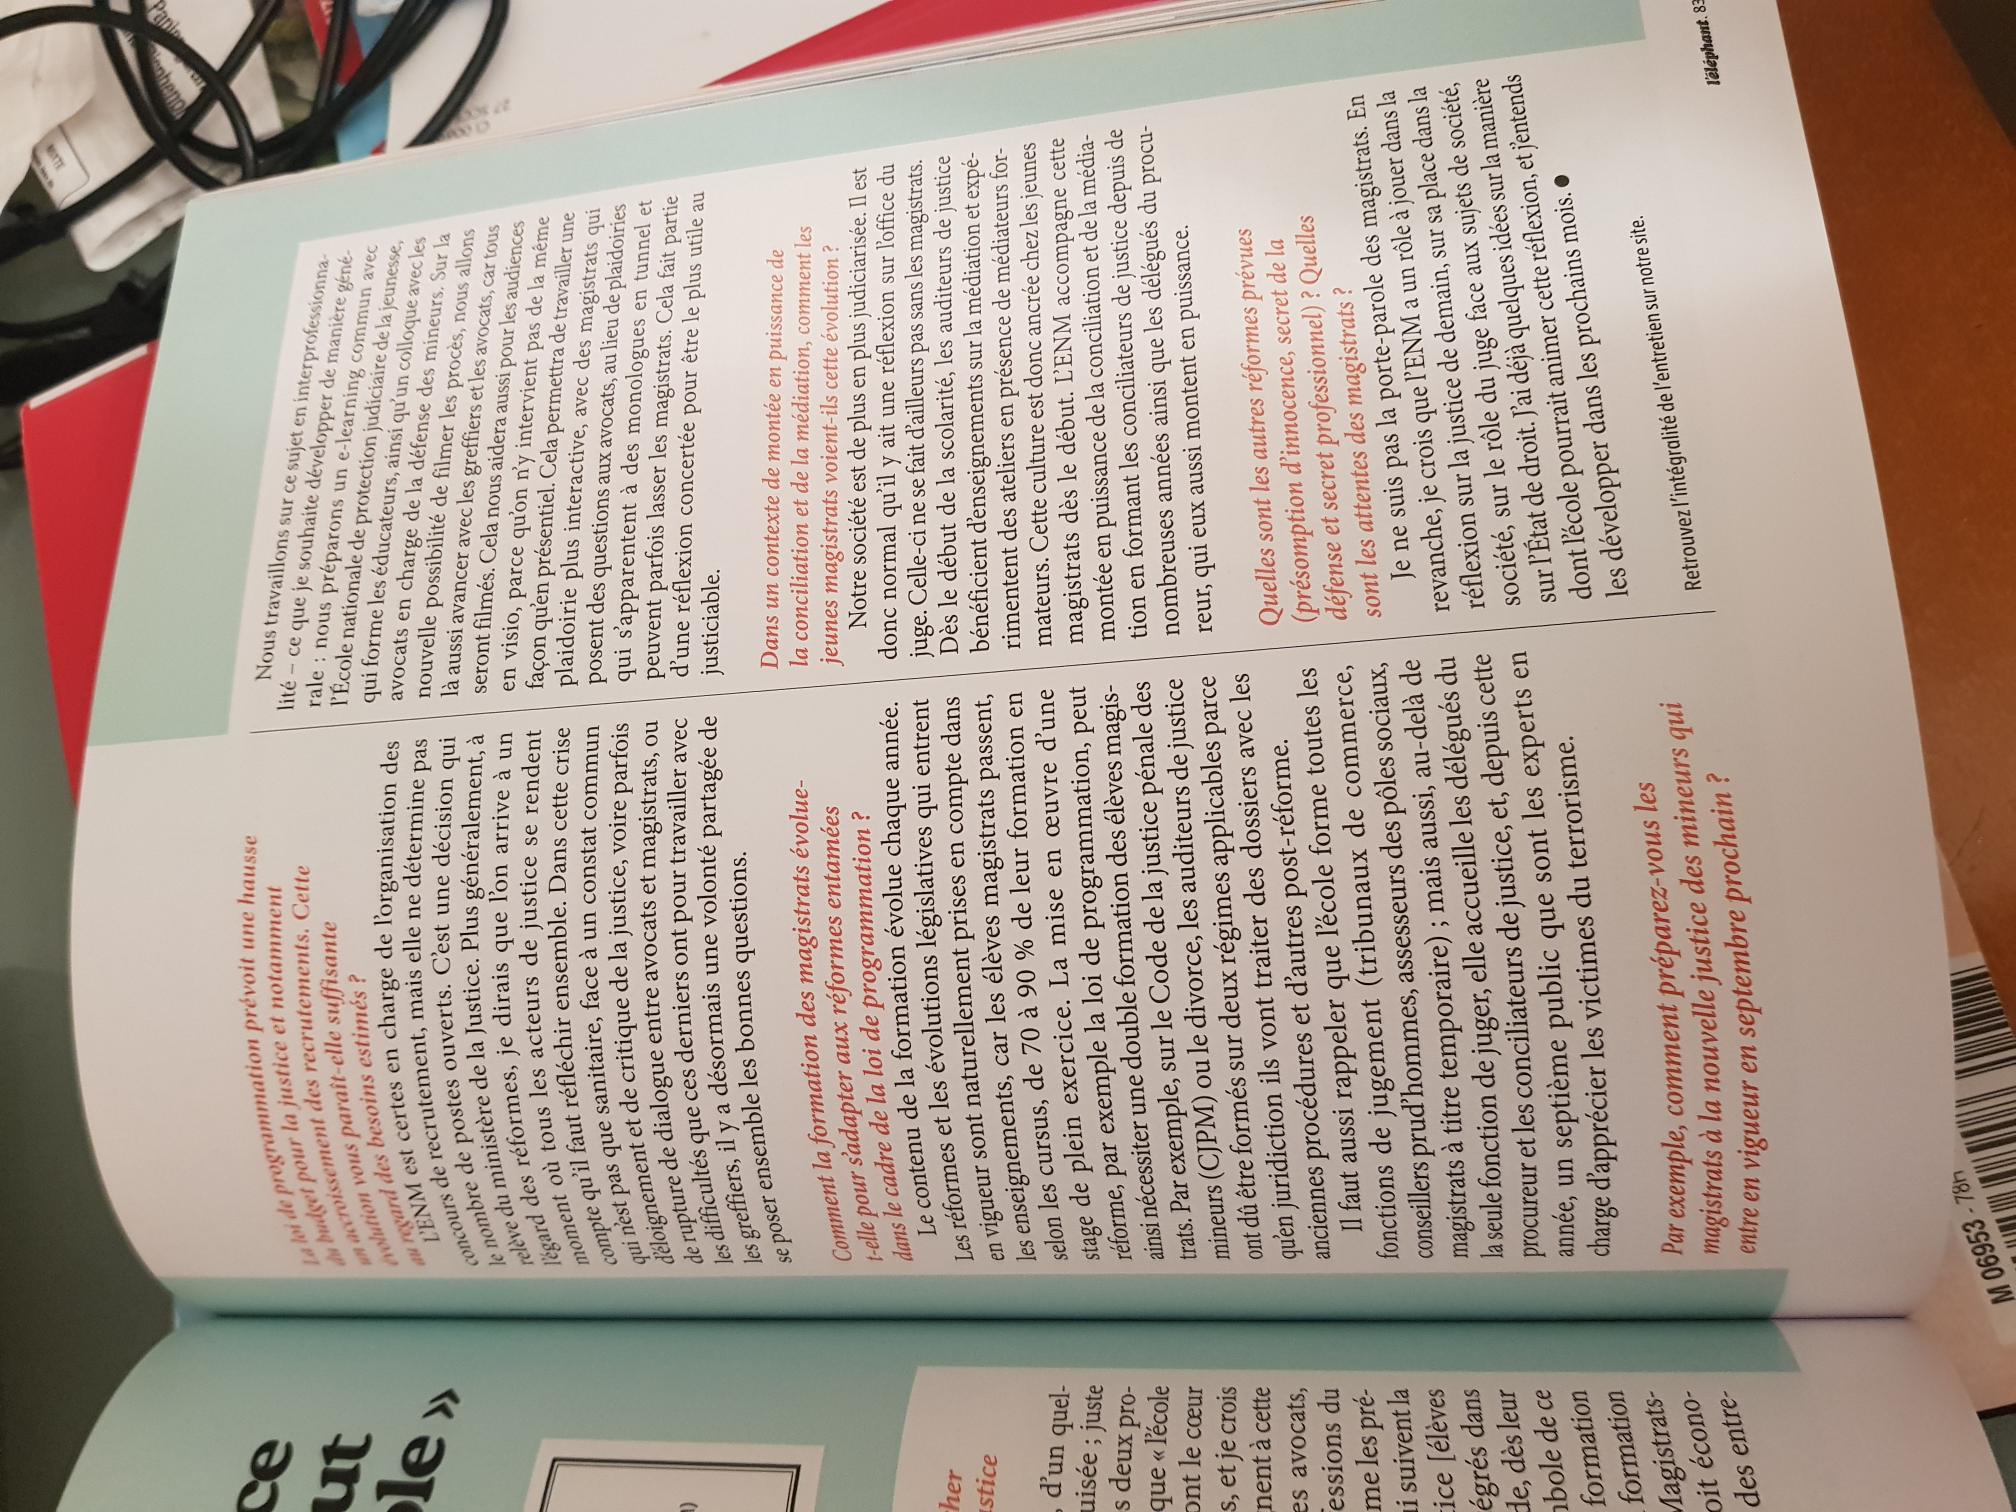 ce
ut
ole »
her
stice
, d'un quel-
uisée ; juste
s deux pro-
que « l'école
ont le cœur
s, et je crois
nent à cette
es avocats,
essions du
me les pré-
ui suivent la
tice [élèves
égrés dans
de, dès leur
nbole de ce
formation
formation
Magistrats-
oit écono-
des entre-
La loi de programmation prévoit une hausse
du budget pour la justice et notamment
un accroissement des recrutements. Cette
évolution vous paraît-elle suffisante
au regard des besoins estimés ?
L'ENM est certes en charge de l'organisation des
concours de recrutement, mais elle ne détermine pas
le nombre de postes ouverts. C'est une décision qui
relève du ministère de la Justice. Plus généralement, à
l'égard des réformes, je dirais que l'on arrive à un
moment où tous les acteurs de justice se rendent
compte qu'il faut réfléchir ensemble. Dans cette crise
qui n'est pas que sanitaire, face à un constat commun
d'éloignement et de critique de la justice, voire parfois
de rupture de dialogue entre avocats et magistrats, ou
les difficultés que ces derniers ont pour travailler avec
les greffiers, il y a désormais une volonté partagée de
se poser ensemble les bonnes questions.
Comment la formation des magistrats évolue-
t-elle pour s'adapter aux réformes entamées
dans le cadre de la loi de programmation ?
Le contenu de la formation évolue chaque année.
Les réformes et les évolutions législatives qui entrent
en vigueur sont naturellement prises en compte dans
les enseignements, car les élèves magistrats passent,
selon les cursus, de 70 à 90 % de leur formation en
stage de plein exercice. La mise en œuvre d'une
réforme, par exemple la loi de programmation, peut
ainsi nécessiter une double formation des élèves magis-
trats. Par exemple, sur le Code de la justice pénale des
mineurs (CJPM) ou le divorce, les auditeurs de justice
ont dû être formés sur deux régimes applicables parce
qu'en juridiction ils vont traiter des dossiers avec les
anciennes procédures et d'autres post-réforme.
Il faut aussi rappeler que l'école forme toutes les
fonctions de jugement (tribunaux de commerce,
conseillers prud'hommes, assesseurs des pôles sociaux,
magistrats à titre temporaire) ; mais aussi, au-delà de
la seule fonction de juger, elle accueille les délégués du
procureur et les conciliateurs de justice, et, depuis cette
année, un septième public que sont les experts en
charge d'apprécier les victimes du terrorisme.
Par exemple, comment préparez-vous les
magistrats à la nouvelle justice des mineurs qui
entre en vigueur en septembre prochain ?
Nous travaillons sur ce sujet en interprofessionna-
lité – ce que je souhaite développer de manière géné-
rale : nous préparons un e-learning commun avec
l'École nationale de protection judiciaire de la jeunesse,
qui forme les éducateurs, ainsi qu'un colloque avec les
avocats en charge de la défense des mineurs. Sur la
nouvelle possibilité de filmer les procès, nous allons
là aussi avancer avec les greffiers et les avocats, car tous
seront filmés. Cela nous aidera aussi pour les audiences
en visio, parce qu'on n'y intervient pas de la même
façon qu'en présentiel. Cela permettra de travailler une
plaidoirie plus interactive, avec des magistrats qui
posent des questions aux avocats, au lieu de plaidoiries
qui s'apparentent à des monologues en tunnel et
peuvent parfois lasser les magistrats. Cela fait partie
d'une réflexion concertée pour être le plus utile au
justiciable.
Dans un contexte de montée en puissance de
la conciliation et de la médiation, comment les
jeunes magistrats voient-ils cette évolution ?
Notre société est de plus en plus judiciarisée. Il est
donc normal qu'il y ait une réflexion sur l'office du
juge. Celle-ci ne se fait d'ailleurs pas sans les magistrats.
Dès le début de la scolarité, les auditeurs de justice
bénéficient d'enseignements sur la médiation et expé-
rimentent des ateliers en présence de médiateurs for-
mateurs. Cette culture est donc ancrée chez les jeunes
magistrats dès le début. L'ENM accompagne cette
montée en puissance de la conciliation et de la média-
tion en formant les conciliateurs de justice depuis de
nombreuses années ainsi que les délégués du procu-
reur, qui eux aussi montent en puissance.
Quelles sont les autres réformes prévues
(présomption d'innocence, secret de la
défense et secret professionnel) ? Quelles
sont les attentes des magistrats ?
Je ne suis pas la porte-parole des magistrats. En
revanche, je crois que l'ENM a un rôle à jouer dans la
réflexion sur la justice de demain, sur sa place dans la
société, sur le rôle du juge face aux sujets de société,
sur l'État de droit. J'ai déjà quelques idées sur la manière
dont l'école pourrait animer cette réflexion, et j'entends
les développer dans les prochains mois. ●
Retrouvez l'intégralité de l'entretien sur notre site.
l'éléphant. 83
M 06953 - 78H